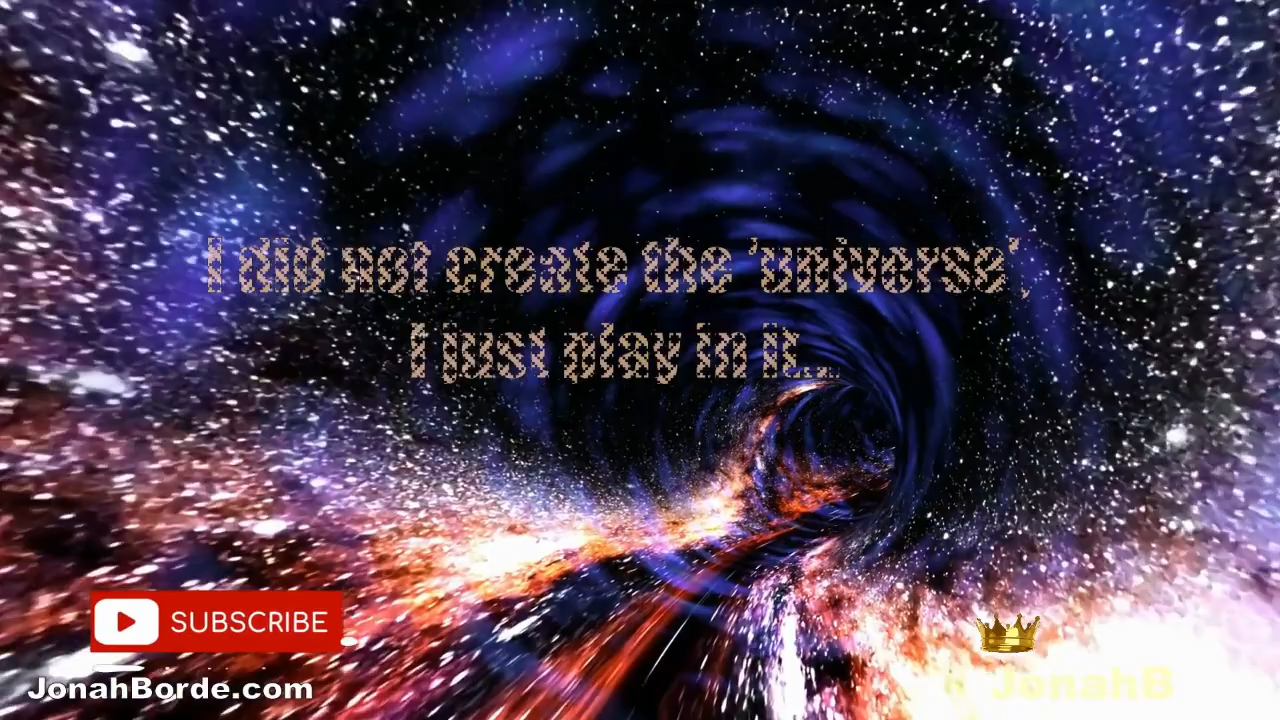 I did not create the 'universe',
I just play in it...
SUBSCRIBE
JonahBorde.com
JonahB